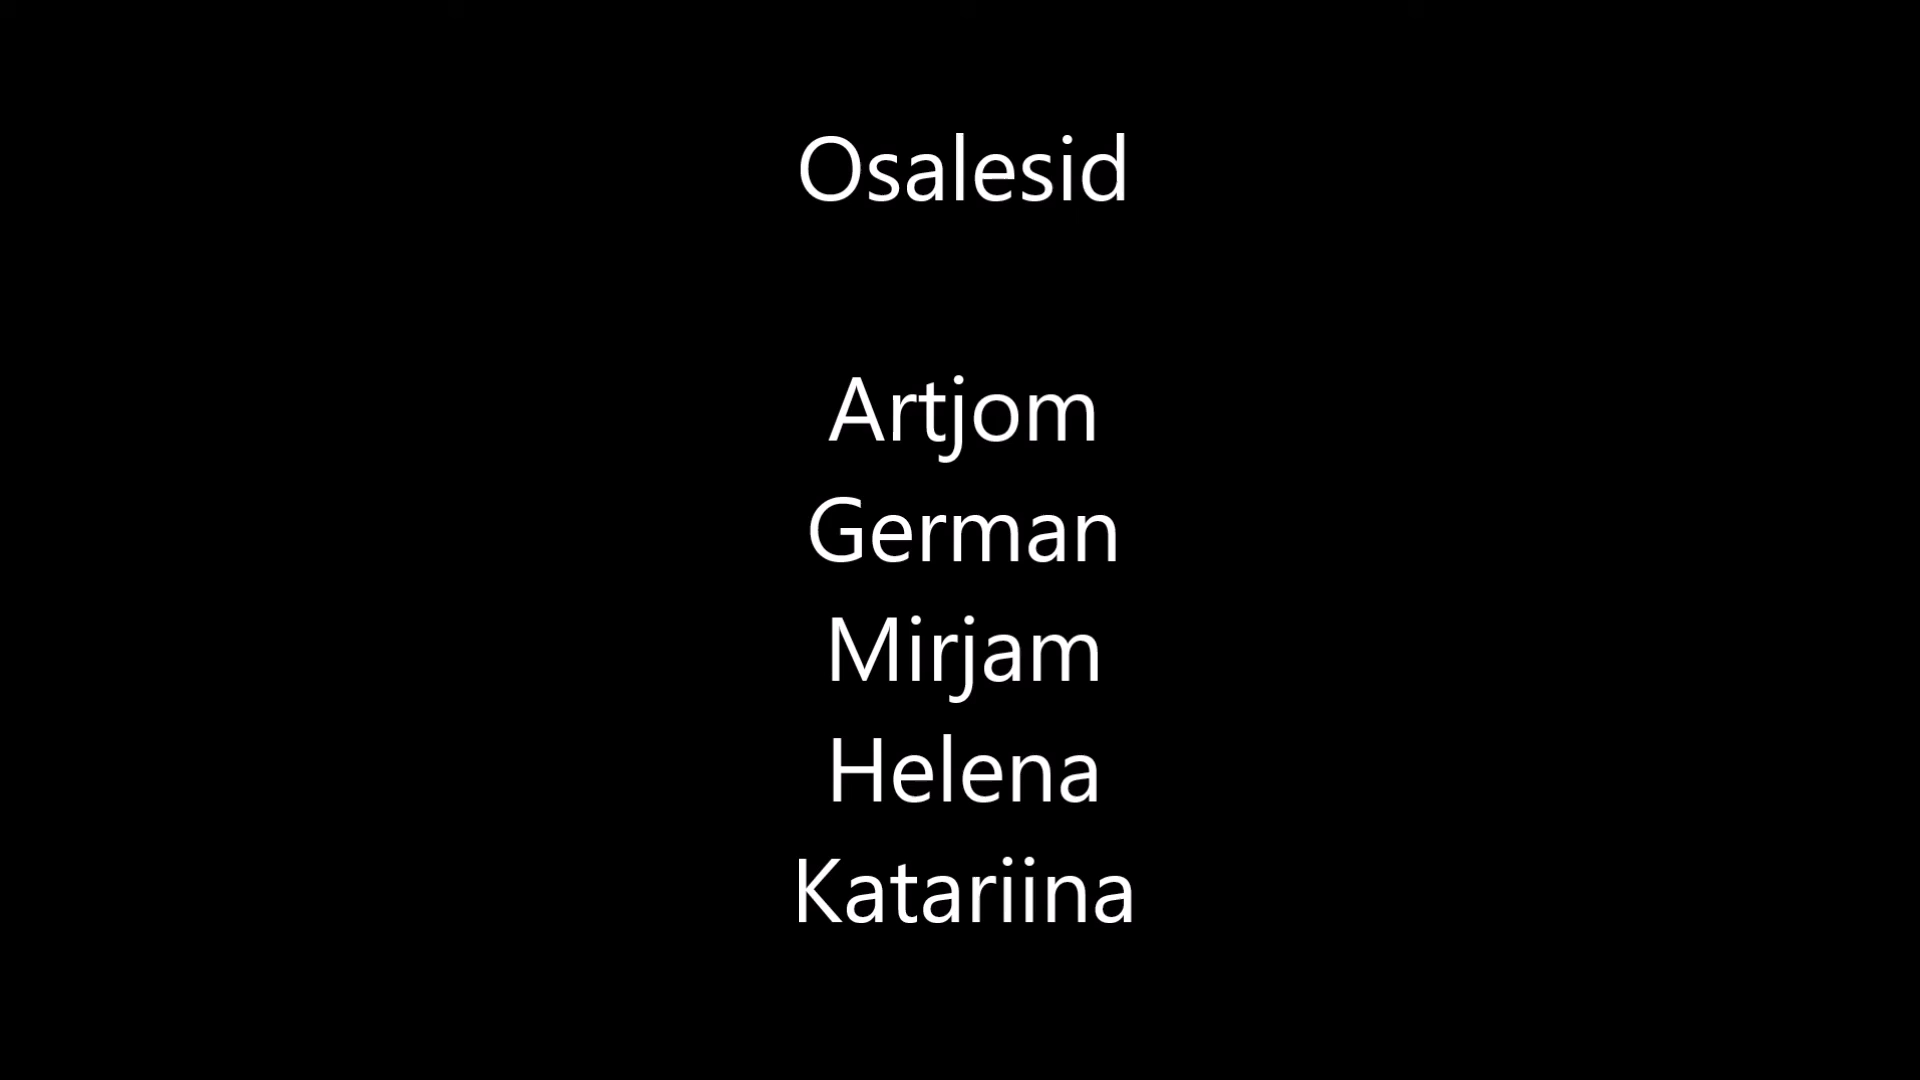 Osalesid
Artjom
German
Mirjam
Helena
Katariina